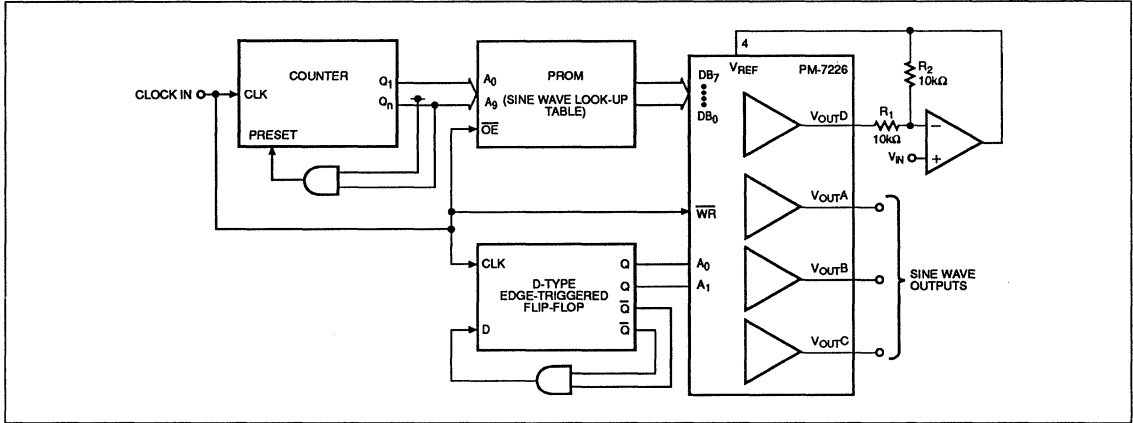 COUNTER
CLOCK IN
CLK
Q1
Qn
PRESET
PROM
(SINE WAVE LOOK-UP
TABLE)
A0
A9
OE
4
VREF
PM-7226
DB7
DB0
VOUTD
R1
10kΩ
R2
10kΩ
VIN
−
+
WR
VOUTA
A0
A1
VOUTB
VOUTC
SINE WAVE
OUTPUTS
CLK
D
D-TYPE
EDGE-TRIGGERED
FLIP-FLOP
Q
Q
Q̅
Q̅